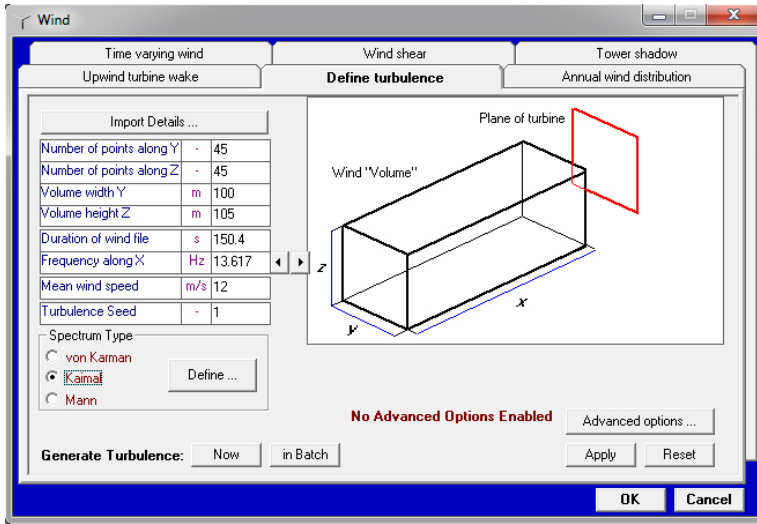 Wind
Time varying wind Wind shear Tower shadow
Upwind turbine wake Define turbulence Annual wind distribution
Import Details ...
Number of points along Y - 45
Number of points along Z - 45
Volume width Y m 100
Volume height Z m 105
Duration of wind file s 150.4
Frequency along X Hz 13.617
Mean wind speed m/s 12
Turbulence Seed - 1
Plane of turbine
Wind "Volume"
z
x
y
Spectrum Type
von Karman
Kaimal
Mann
Define ...
No Advanced Options Enabled
Advanced options ...
Generate Turbulence: Now in Batch Apply Reset
OK Cancel